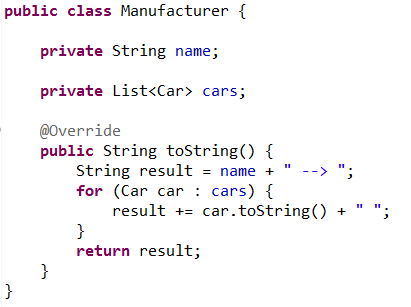 public class Manufacturer {
private String name;
private List<Car> cars;
@Override
public String toString() {
String result = name + " --> ";
for (Car car : cars) {
result += car.toString() + " ";
}
return result;
}
}